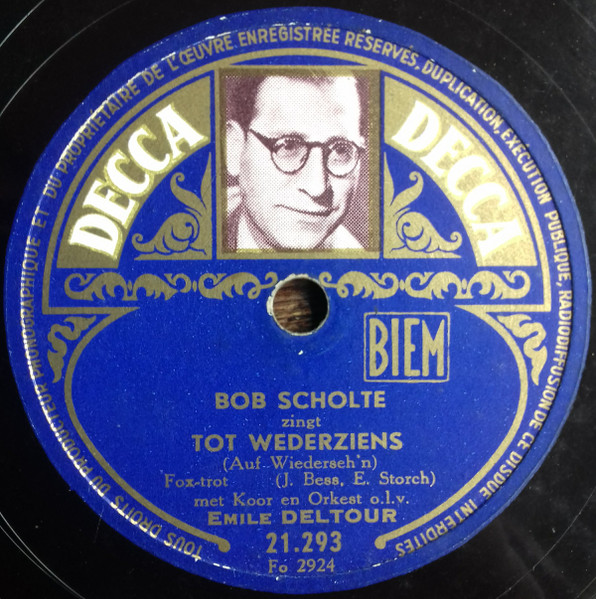 TOUS DROITS DU PRODUCTEUR PHONOGRAPHIQUE ET DU PROPRIETAIRE DE L'ŒUVRE ENREGISTRÉE RÉSERVES. DUPLICATION, EXÉCUTION PUBLIQUE, RADIODIFFUSION DE CE DISQUE INTERDITES
DECCA DECCA
BIEM
BOB SCHOLTE
zingt
TOT WEDERZIENS
(Auf Wiederseh'n)
Fox-trot (J. Bess, E. Storch)
met Koor en Orkest o.l.v.
EMILE DELTOUR
21.293
Fo 2924